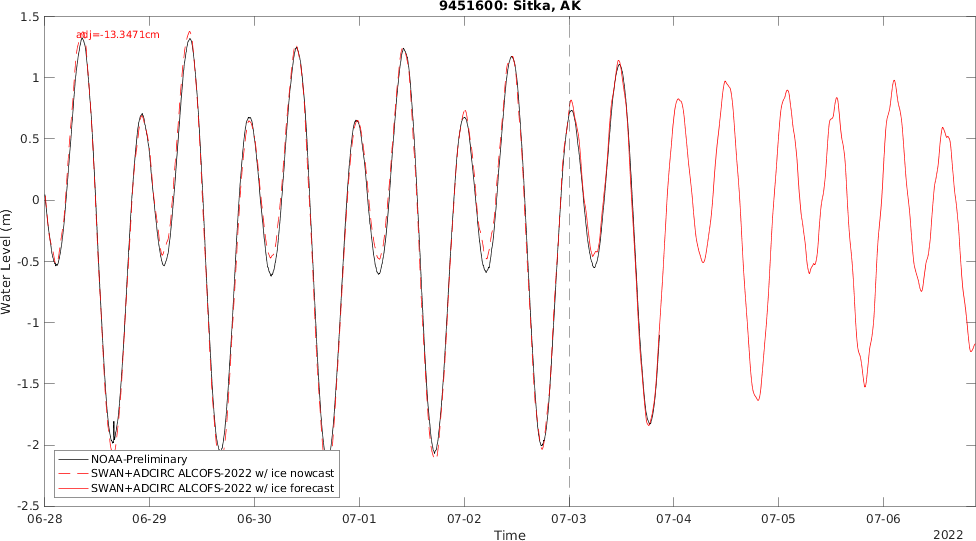 9451600: Sitka, AK
adj=-13.3471cm
1.5
1
0.5
0
-0.5
-1
-1.5
-2
-2.5
Water Level (m)
NOAA-Preliminary
SWAN+ADCIRC ALCOFS-2022 w/ ice nowcast
SWAN+ADCIRC ALCOFS-2022 w/ ice forecast
06-28 06-29 06-30 07-01 07-02 07-03 07-04 07-05 07-06
Time
2022